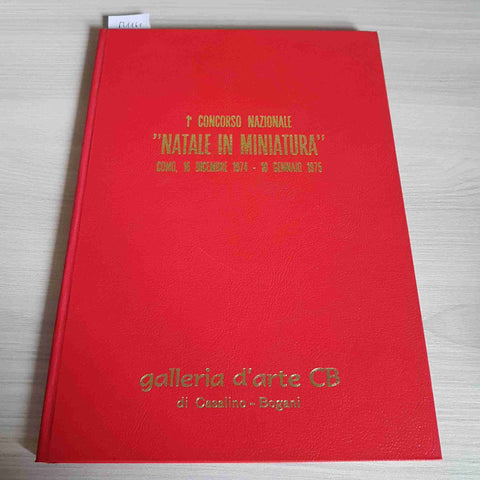 1° CONCORSO NAZIONALE
"NATALE IN MINIATURA"
COMO, 16 DICEMBRE 1974 - 10 GENNAIO 1975
galleria d'arte CB
di Casalino - Bogani